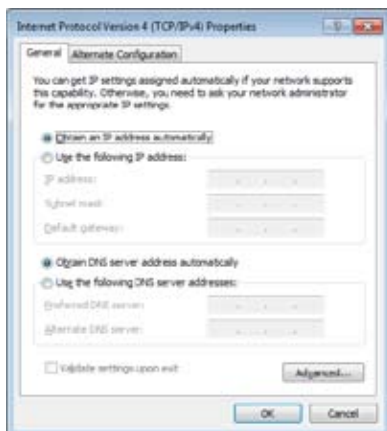 Internet Protocol Version 4 (TCP/IPv4) Properties
General
Alternate Configuration
You can get IP settings assigned automatically if your network supports
this capability. Otherwise, you need to ask your network administrator
for the appropriate IP settings.
Obtain an IP address automatically
Use the following IP address:
IP address:
Subnet mask:
Default gateway:
Obtain DNS server address automatically
Use the following DNS server addresses:
Preferred DNS server:
Alternate DNS server:
Validate settings upon exit
Advanced...
OK
Cancel